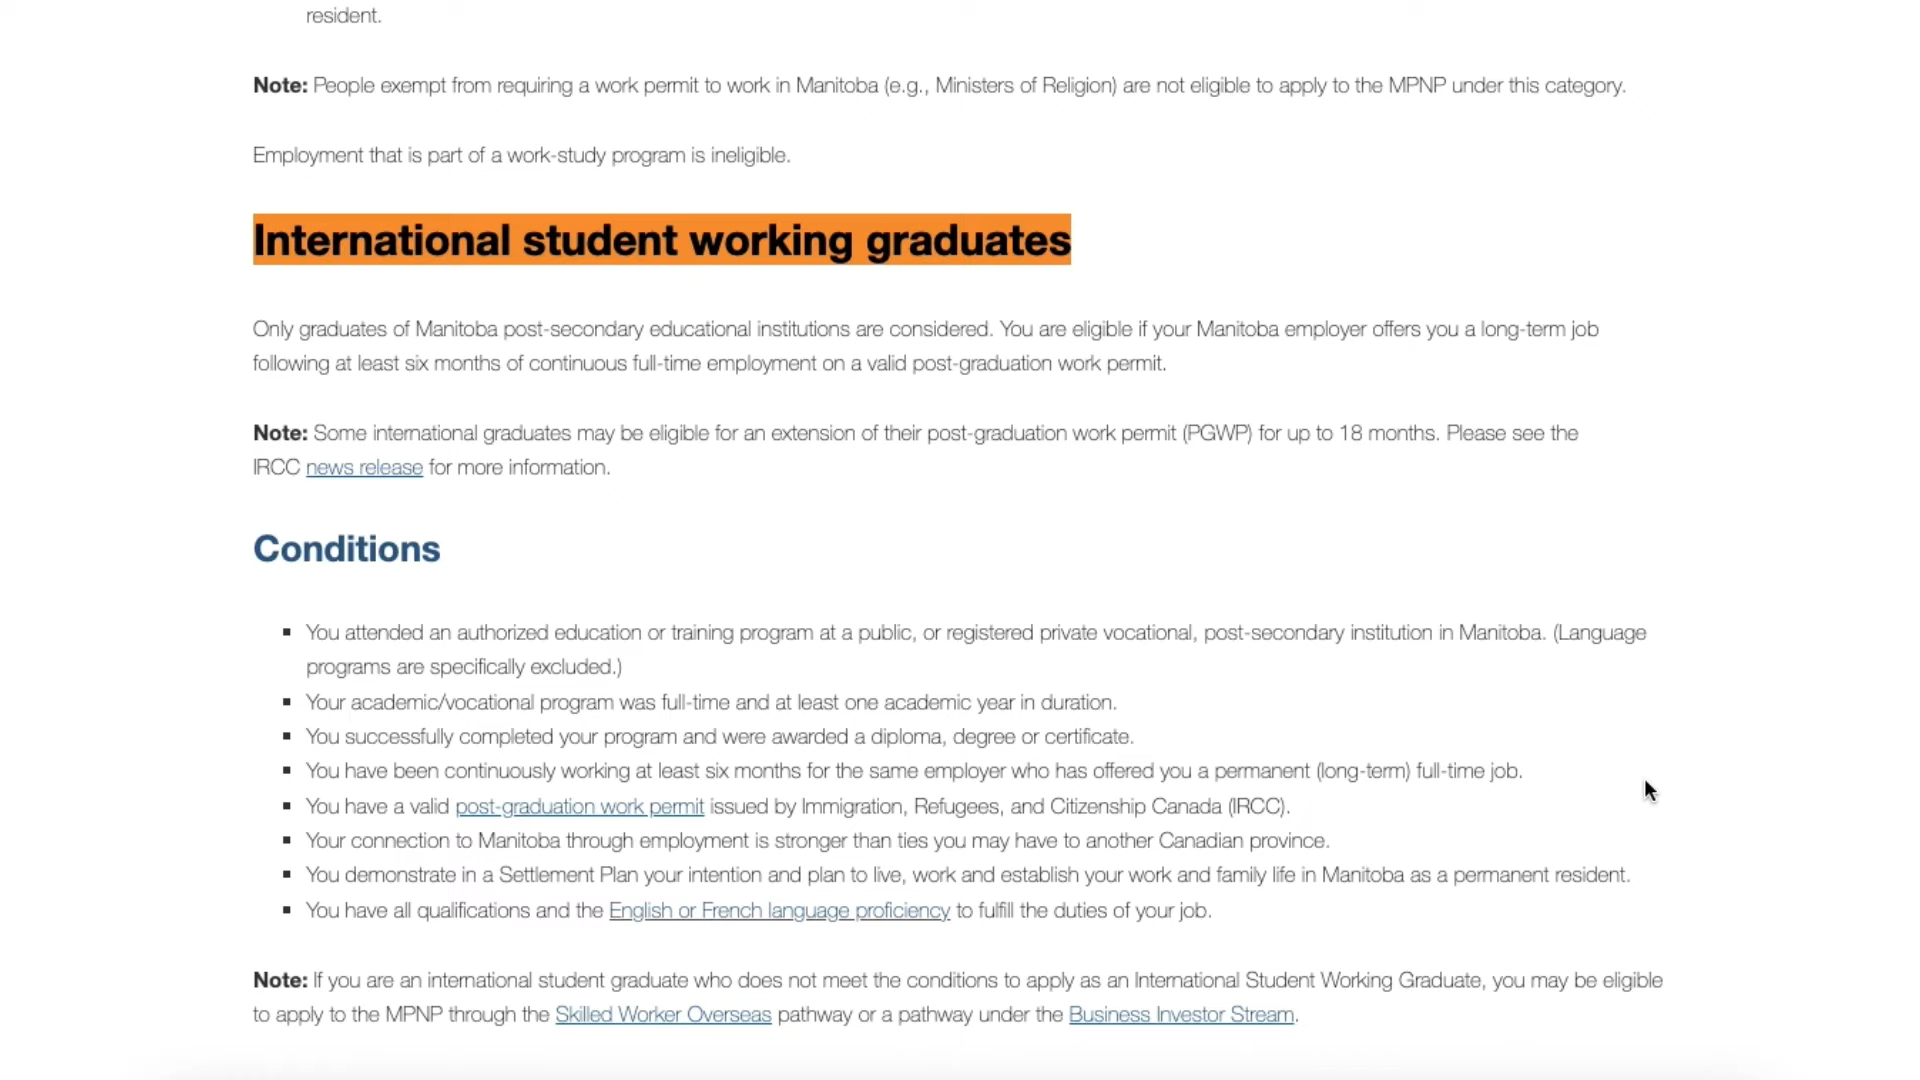 resident.
Note: People exempt from requiring a work permit to work in Manitoba (e.g., Ministers of Religion) are not eligible to apply to the MPNP under this category.
Employment that is part of a work-study program is ineligible.
International student working graduates
Only graduates of Manitoba post-secondary educational institutions are considered. You are eligible if your Manitoba employer offers you a long-term job
following at least six months of continuous full-time employment on a valid post-graduation work permit.
Note: Some international graduates may be eligible for an extension of their post-graduation work permit (PGWP) for up to 18 months. Please see the
IRCC news release for more information.
Conditions
▪ You attended an authorized education or training program at a public, or registered private vocational, post-secondary institution in Manitoba. (Language
programs are specifically excluded.)
▪ Your academic/vocational program was full-time and at least one academic year in duration.
▪ You successfully completed your program and were awarded a diploma, degree or certificate.
▪ You have been continuously working at least six months for the same employer who has offered you a permanent (long-term) full-time job.
▪ You have a valid post-graduation work permit issued by Immigration, Refugees, and Citizenship Canada (IRCC).
▪ Your connection to Manitoba through employment is stronger than ties you may have to another Canadian province.
▪ You demonstrate in a Settlement Plan your intention and plan to live, work and establish your work and family life in Manitoba as a permanent resident.
▪ You have all qualifications and the English or French language proficiency to fulfill the duties of your job.
Note: If you are an international student graduate who does not meet the conditions to apply as an International Student Working Graduate, you may be eligible
to apply to the MPNP through the Skilled Worker Overseas pathway or a pathway under the Business Investor Stream.